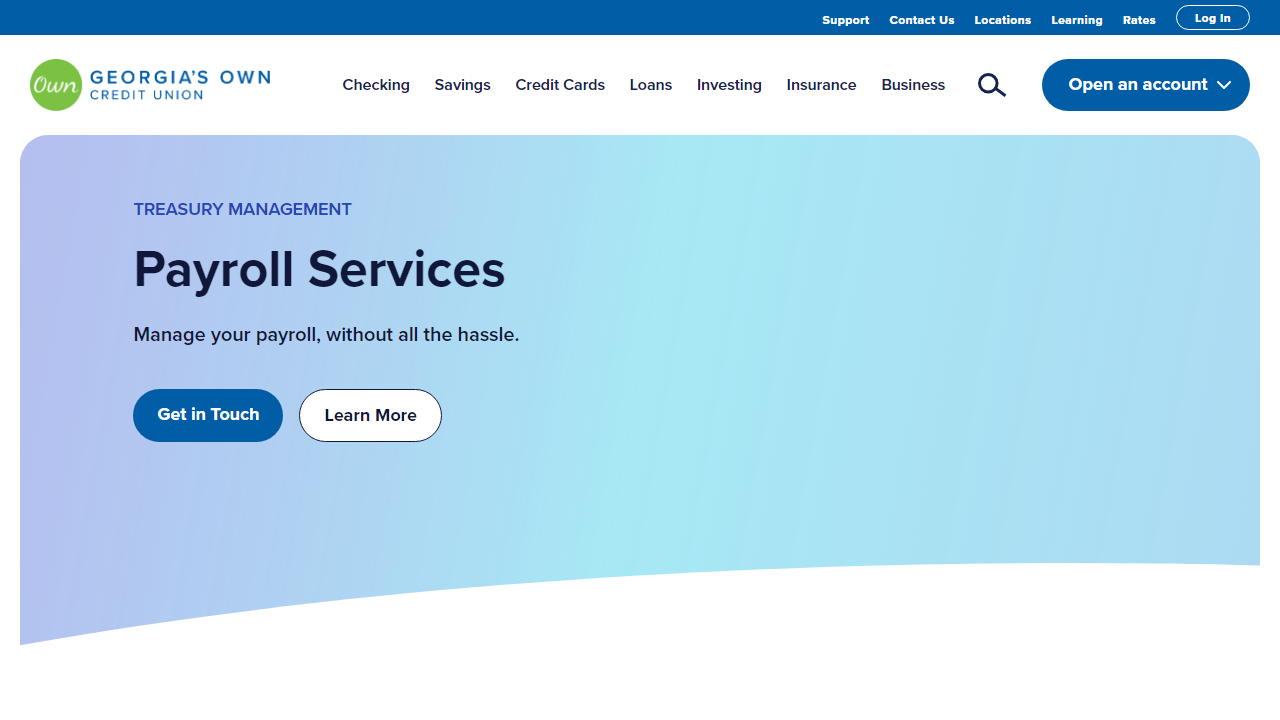 Support Contact Us Locations Learning Rates Log In
Own GEORGIA'S OWN
CREDIT UNION
Checking Savings Credit Cards Loans Investing Insurance Business Open an account
TREASURY MANAGEMENT
Payroll Services
Manage your payroll, without all the hassle.
Get in Touch Learn More